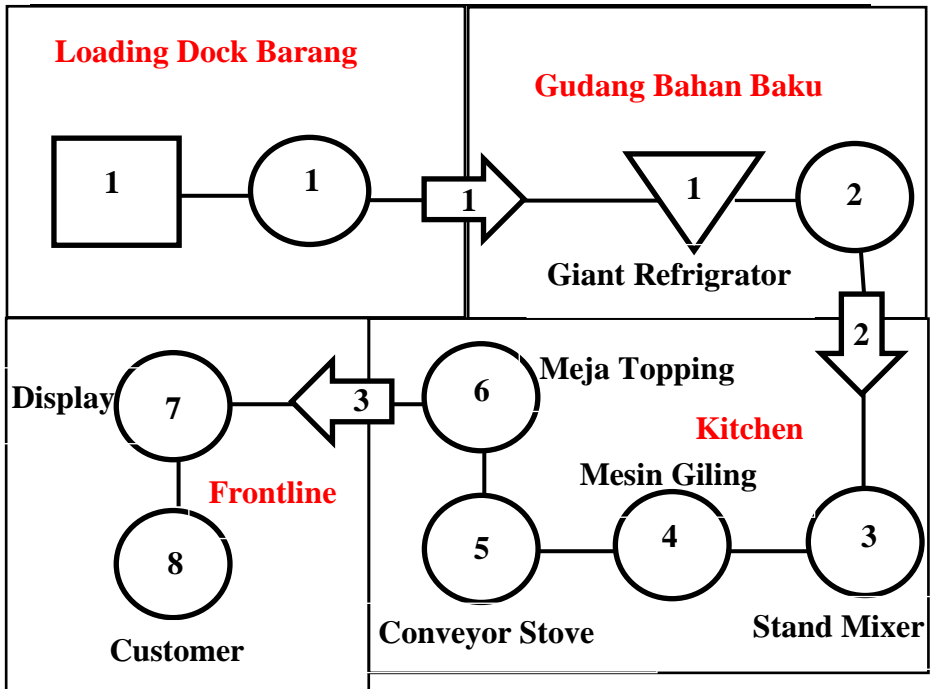 Loading Dock Barang
1
1
1
Gudang Bahan Baku
1
2
Giant Refrigrator
2
Display
7
3
6
Meja Topping
Kitchen
Frontline
Mesin Giling
8
5
4
3
Customer
Conveyor Stove
Stand Mixer